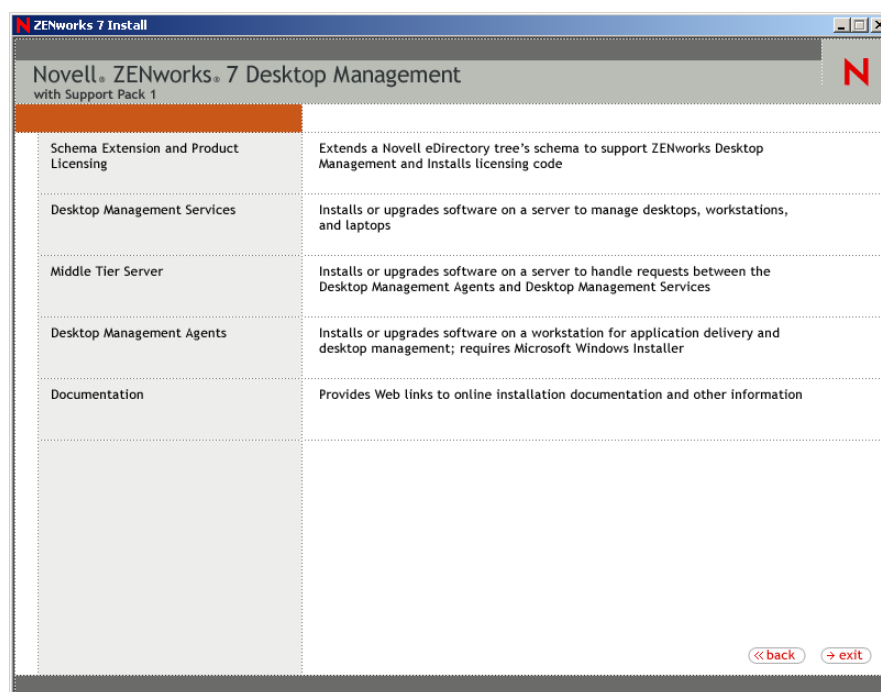 ZENworks 7 Install
Novell® ZENworks® 7 Desktop Management
with Support Pack 1
Schema Extension and Product
Licensing
Extends a Novell eDirectory tree's schema to support ZENworks Desktop
Management and Installs licensing code
Desktop Management Services
Installs or upgrades software on a server to manage desktops, workstations,
and laptops
Middle Tier Server
Installs or upgrades software on a server to handle requests between the
Desktop Management Agents and Desktop Management Services
Desktop Management Agents
Installs or upgrades software on a workstation for application delivery and
desktop management; requires Microsoft Windows Installer
Documentation
Provides Web links to online installation documentation and other information
back
exit